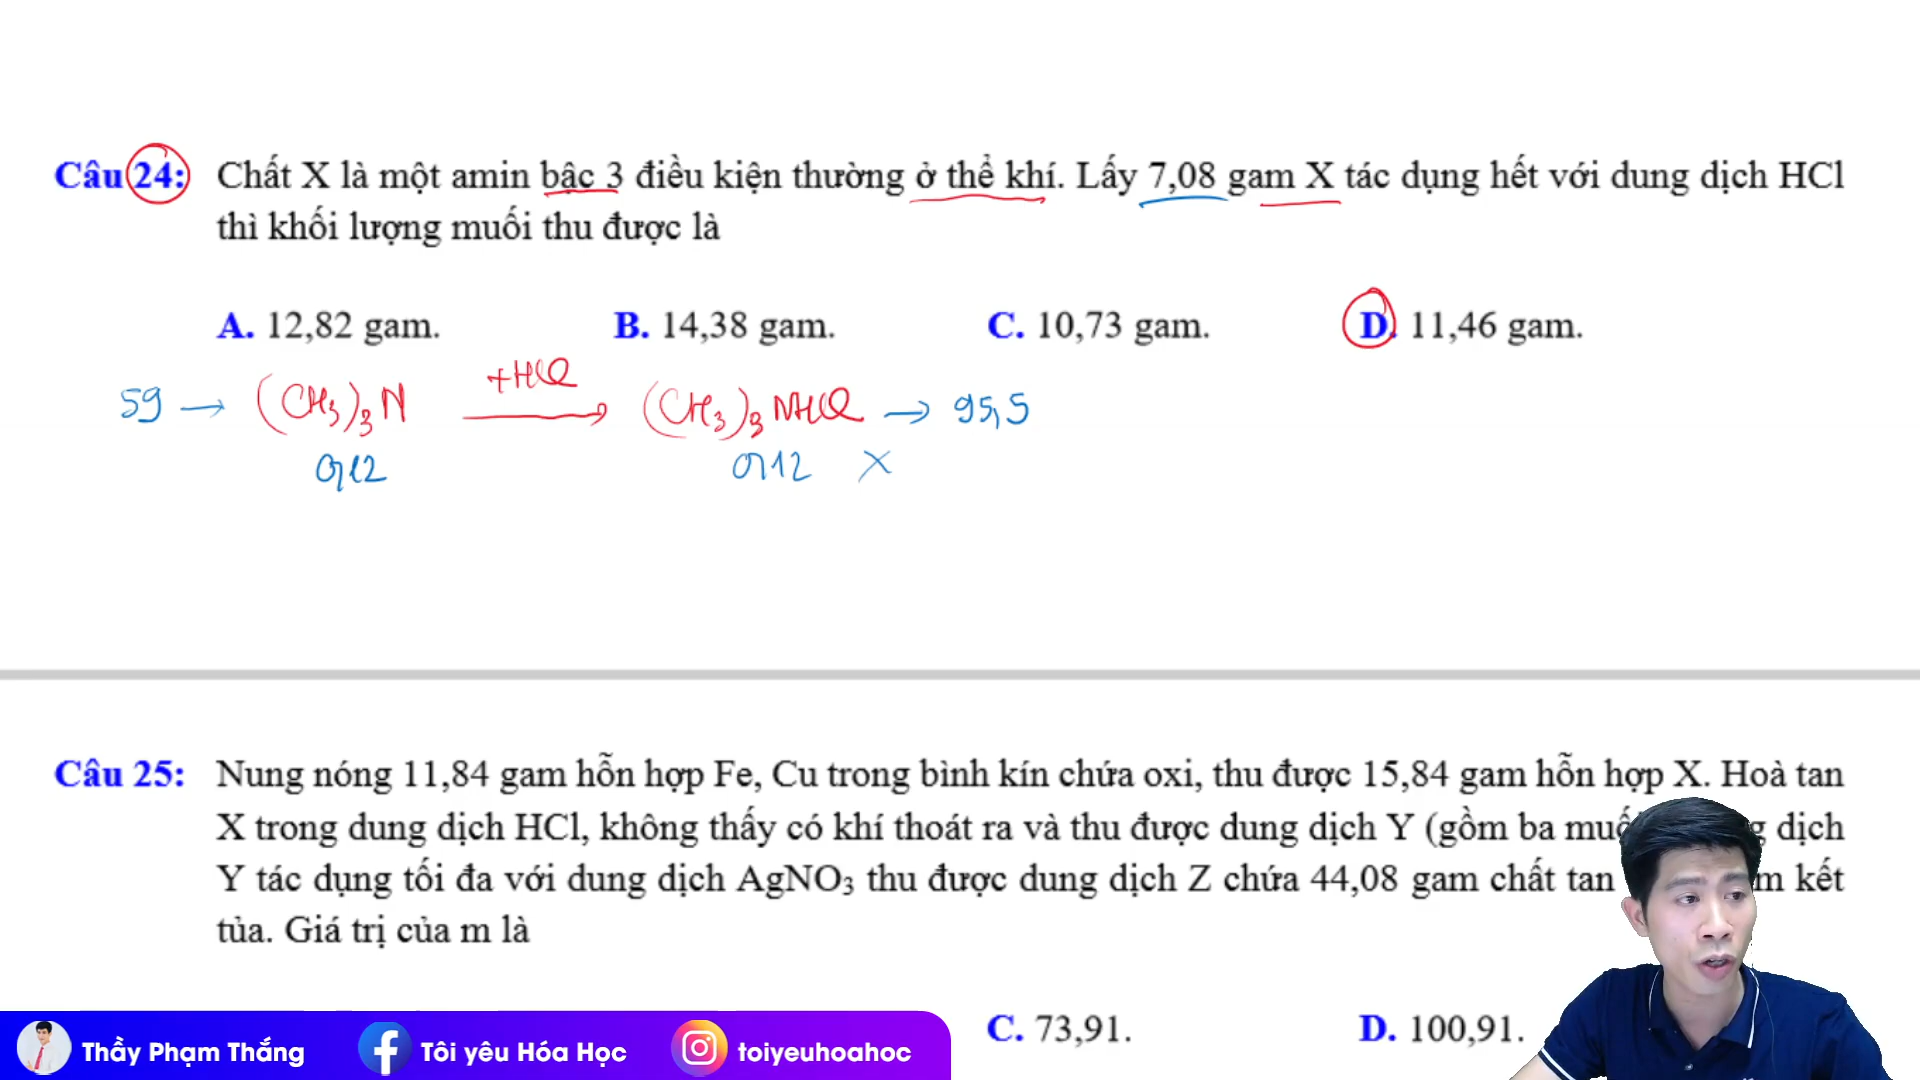 Câu 24: Chất X là một amin bậc 3 điều kiện thường ở thể khí. Lấy 7,08 gam X tác dụng hết với dung dịch HCl
thì khối lượng muối thu được là
A. 12,82 gam. B. 14,38 gam. C. 10,73 gam. D. 11,46 gam.
59 → (CH₃)₃N +HCl → (CH₃)₃NHCl → 95,5
0,12 0,12 ×
Câu 25: Nung nóng 11,84 gam hỗn hợp Fe, Cu trong bình kín chứa oxi, thu được 15,84 gam hỗn hợp X. Hoà tan
X trong dung dịch HCl, không thấy có khí thoát ra và thu được dung dịch Y (gồm ba dịch
Y tác dụng tối đa với dung dịch AgNO₃ thu được dung dịch Z chứa 44,08 gam chất tan m kết
tủa. Giá trị của m là
C. 73,91. D. 100,91.
Thầy Phạm Thắng Tôi yêu Hóa Học toiyeuhoahoc